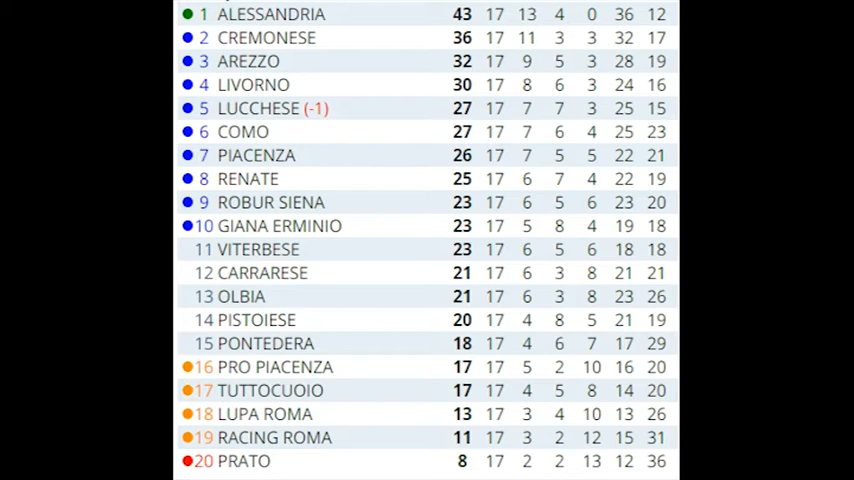 1 ALESSANDRIA 43 17 13 4 0 36 12
2 CREMONESE 36 17 11 3 3 32 17
3 AREZZO 32 17 9 5 3 28 19
4 LIVORNO 30 17 8 6 3 24 16
5 LUCCHESE (-1) 27 17 7 7 3 25 15
6 COMO 27 17 7 6 4 25 23
7 PIACENZA 26 17 7 5 5 22 21
8 RENATE 25 17 6 7 4 22 19
9 ROBUR SIENA 23 17 6 5 6 23 20
10 GIANA ERMINIO 23 17 5 8 4 19 18
11 VITERBESE 23 17 6 5 6 18 18
12 CARRARESE 21 17 6 3 8 21 21
13 OLBIA 21 17 6 3 8 23 26
14 PISTOIESE 20 17 4 8 5 21 19
15 PONTEDERA 18 17 4 6 7 17 29
16 PRO PIACENZA 17 17 5 2 10 16 20
17 TUTTOCUOIO 17 17 4 5 8 14 20
18 LUPA ROMA 13 17 3 4 10 13 26
19 RACING ROMA 11 17 3 2 12 15 31
20 PRATO 8 17 2 2 13 12 36